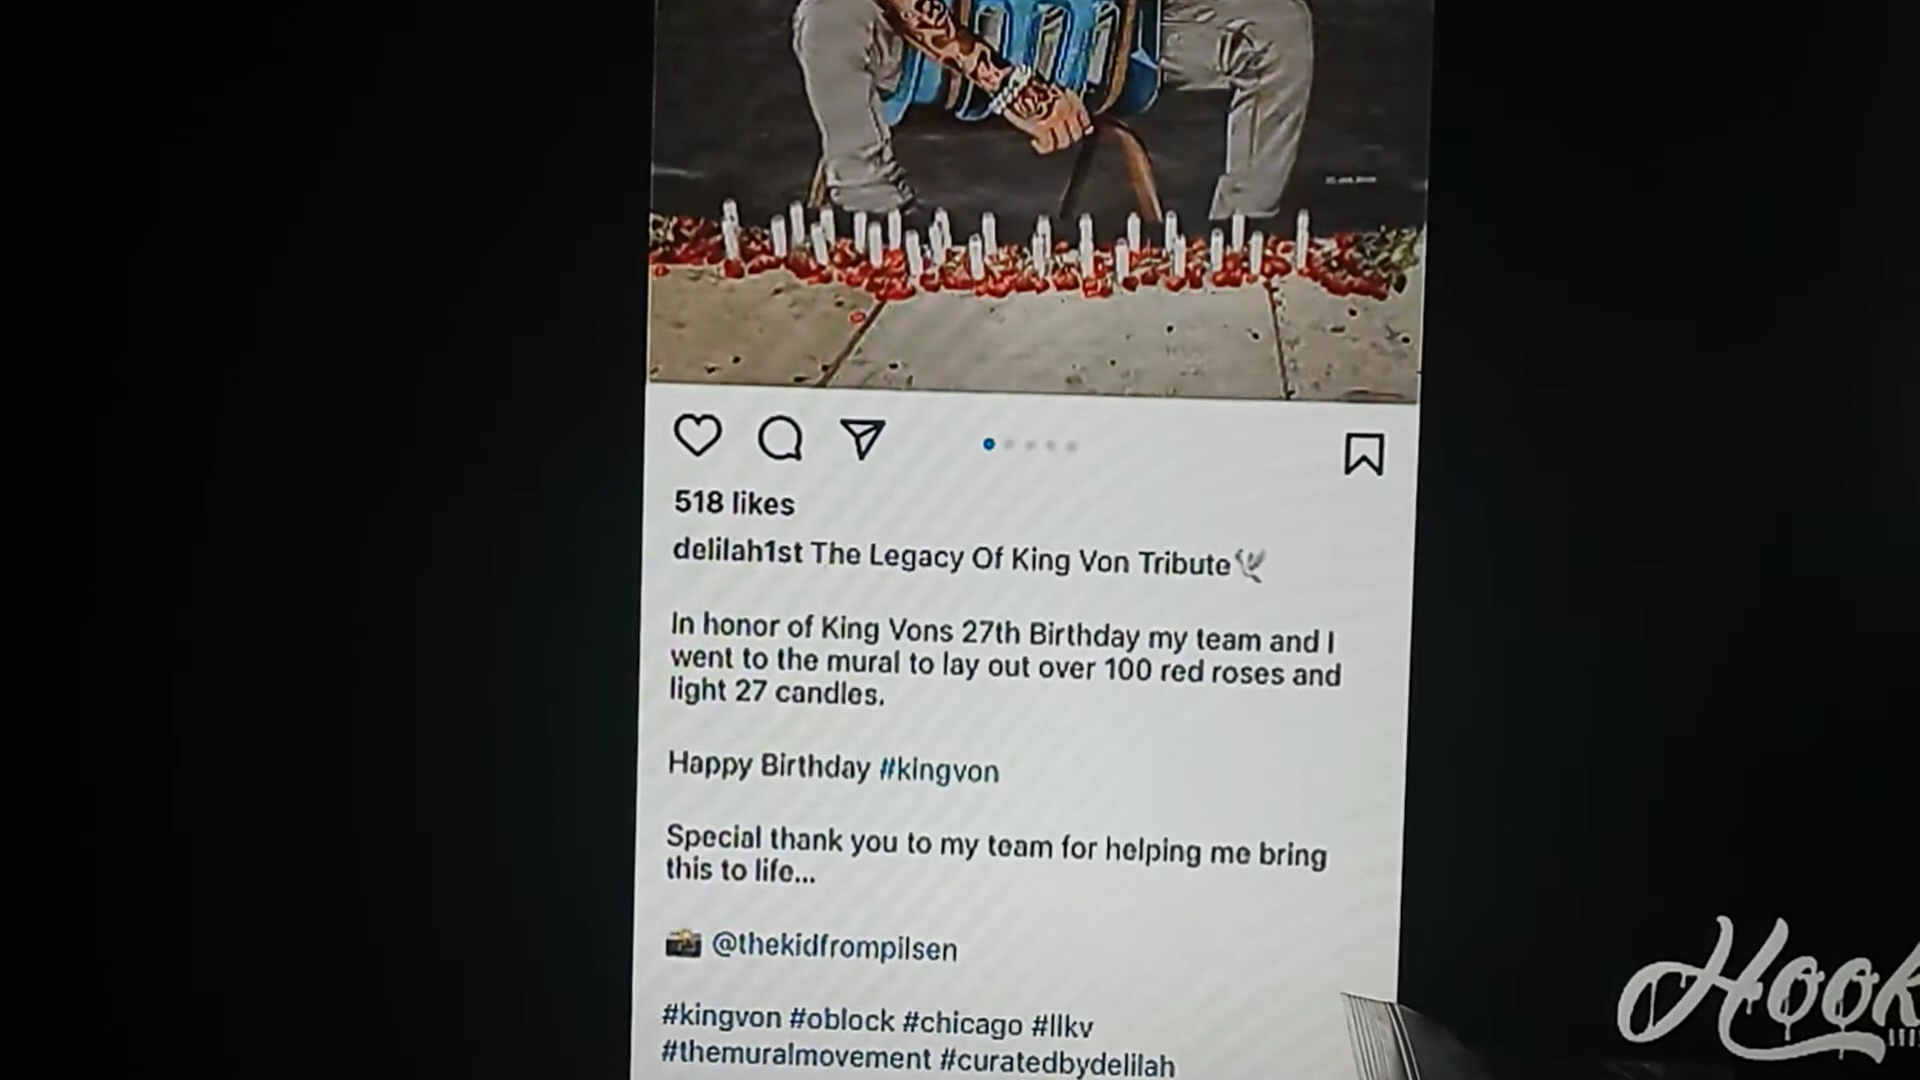 518 likes
delilah1st The Legacy Of King Von Tribute🕊
In honor of King Vons 27th Birthday my team and I
went to the mural to lay out over 100 red roses and
light 27 candles.
Happy Birthday #kingvon
Special thank you to my team for helping me bring
this to life...
📸 @thekidfrompilsen
#kingvon #oblock #chicago #llkv
#themuralmovement #curatedbydelilah